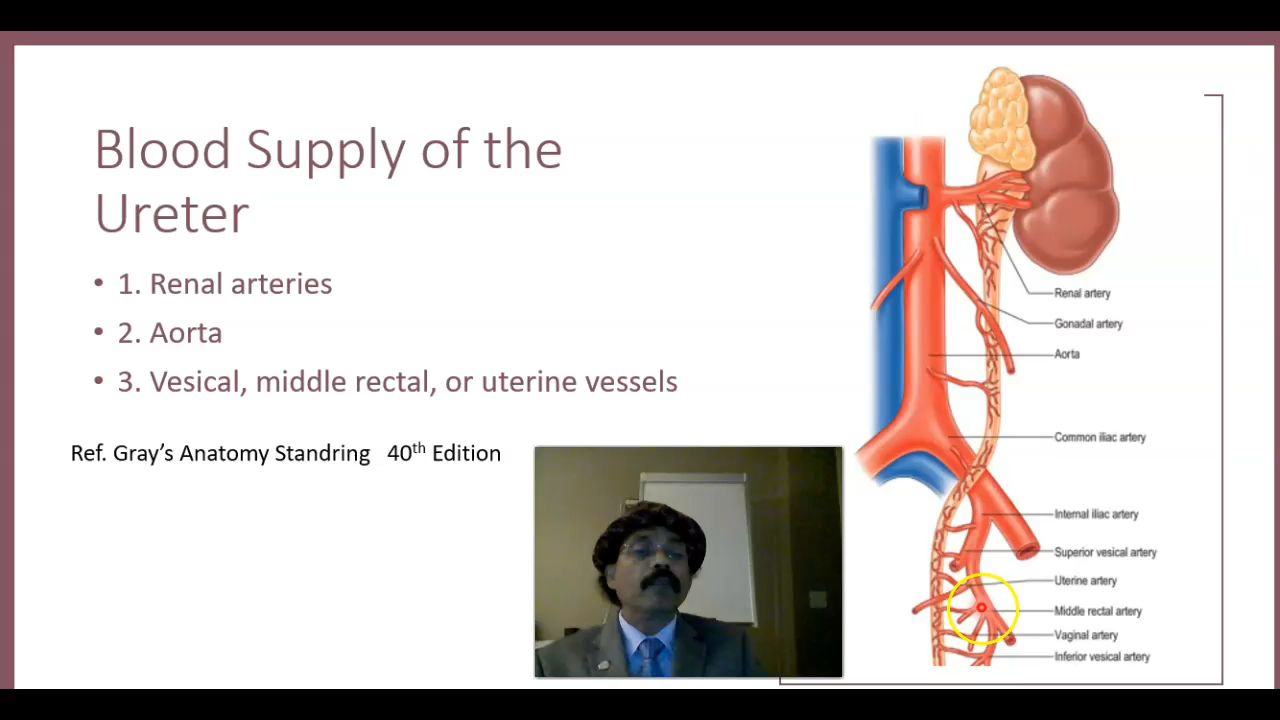 Blood Supply of the
Ureter
• 1. Renal arteries
• 2. Aorta
• 3. Vesical, middle rectal, or uterine vessels
Ref. Gray's Anatomy Standring 40th Edition
Renal artery
Gonadal artery
Aorta
Common iliac artery
Internal iliac artery
Superior vesical artery
Uterine artery
Middle rectal artery
Vaginal artery
Inferior vesical artery